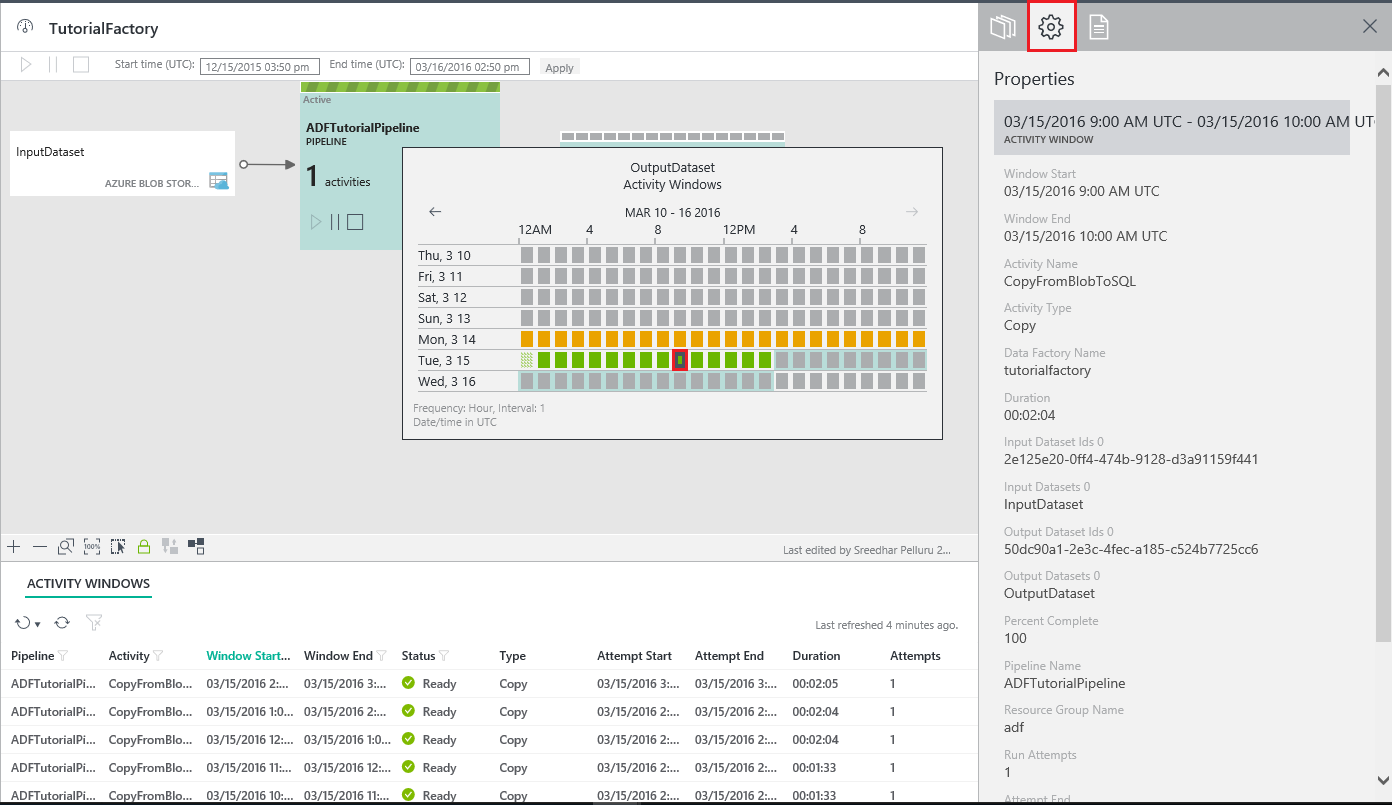 TutorialFactory
Start time (UTC): 12/15/2015 03:50 pm End time (UTC): 03/16/2016 02:50 pm Apply
InputDataset
AZURE BLOB STOR...
Active
ADFTutorialPipeline
PIPELINE
1 activities
OutputDataset
Activity Windows
MAR 10 - 16 2016
12AM 4 8 12PM 4 8
Thu, 3 10
Fri, 3 11
Sat, 3 12
Sun, 3 13
Mon, 3 14
Tue, 3 15
Wed, 3 16
Frequency: Hour, Interval: 1
Date/time in UTC
100%
Last edited by Sreedhar Pelluru 2...
ACTIVITY WINDOWS
Last refreshed 4 minutes ago.
Pipeline Activity Window Start... Window End Status Type Attempt Start Attempt End Duration Attempts
ADFTutorialPi... CopyFromBlo... 03/15/2016 2:... 03/15/2016 3:... Ready Copy 03/15/2016 3:... 03/15/2016 3:... 00:02:05 1
ADFTutorialPi... CopyFromBlo... 03/15/2016 1:0... 03/15/2016 2:... Ready Copy 03/15/2016 2:... 03/15/2016 2:... 00:02:04 1
ADFTutorialPi... CopyFromBlo... 03/15/2016 12:... 03/15/2016 1:0... Ready Copy 03/15/2016 2:... 03/15/2016 2:... 00:02:04 1
ADFTutorialPi... CopyFromBlo... 03/15/2016 11:... 03/15/2016 12:... Ready Copy 03/15/2016 2:... 03/15/2016 2:... 00:01:33 1
ADFTutorialPi... CopyFromBlo... 03/15/2016 10:... 03/15/2016 11:... Ready Copy 03/15/2016 2:... 03/15/2016 2:... 00:01:33 1
Properties
03/15/2016 9:00 AM UTC - 03/15/2016 10:00 AM UTC
ACTIVITY WINDOW
Window Start
03/15/2016 9:00 AM UTC
Window End
03/15/2016 10:00 AM UTC
Activity Name
CopyFromBlobToSQL
Activity Type
Copy
Data Factory Name
tutorialfactory
Duration
00:02:04
Input Dataset Ids 0
2e125e20-0ff4-474b-9128-d3a91159f441
Input Datasets 0
InputDataset
Output Dataset Ids 0
50dc90a1-2e3c-4fec-a185-c524b7725cc6
Output Datasets 0
OutputDataset
Percent Complete
100
Pipeline Name
ADFTutorialPipeline
Resource Group Name
adf
Run Attempts
1
Attempt End